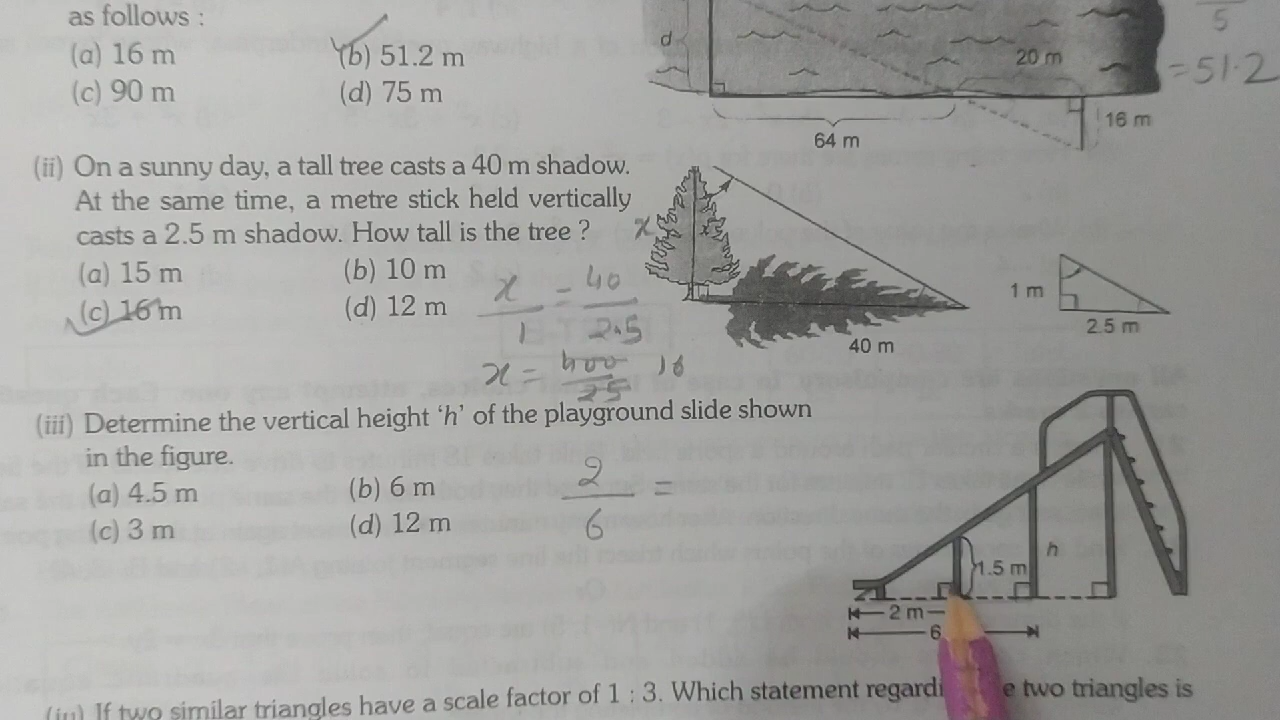 as follows :
(a) 16 m
(b) 51.2 m
(c) 90 m
(d) 75 m
d
20 m
16 m
64 m
5
= 51.2
(ii) On a sunny day, a tall tree casts a 40 m shadow.
At the same time, a metre stick held vertically
casts a 2.5 m shadow. How tall is the tree ?
(a) 15 m
(b) 10 m
(c) 16 m
(d) 12 m
x
1 m
2.5 m
40 m
x/1 = 40/2.5
x = 400/25 16
(iii) Determine the vertical height 'h' of the playground slide shown
in the figure.
(a) 4.5 m
(b) 6 m
(c) 3 m
(d) 12 m
2/6 =
1.5 m
h
2 m
6
(iv) If two similar triangles have a scale factor of 1 : 3. Which statement two triangles is